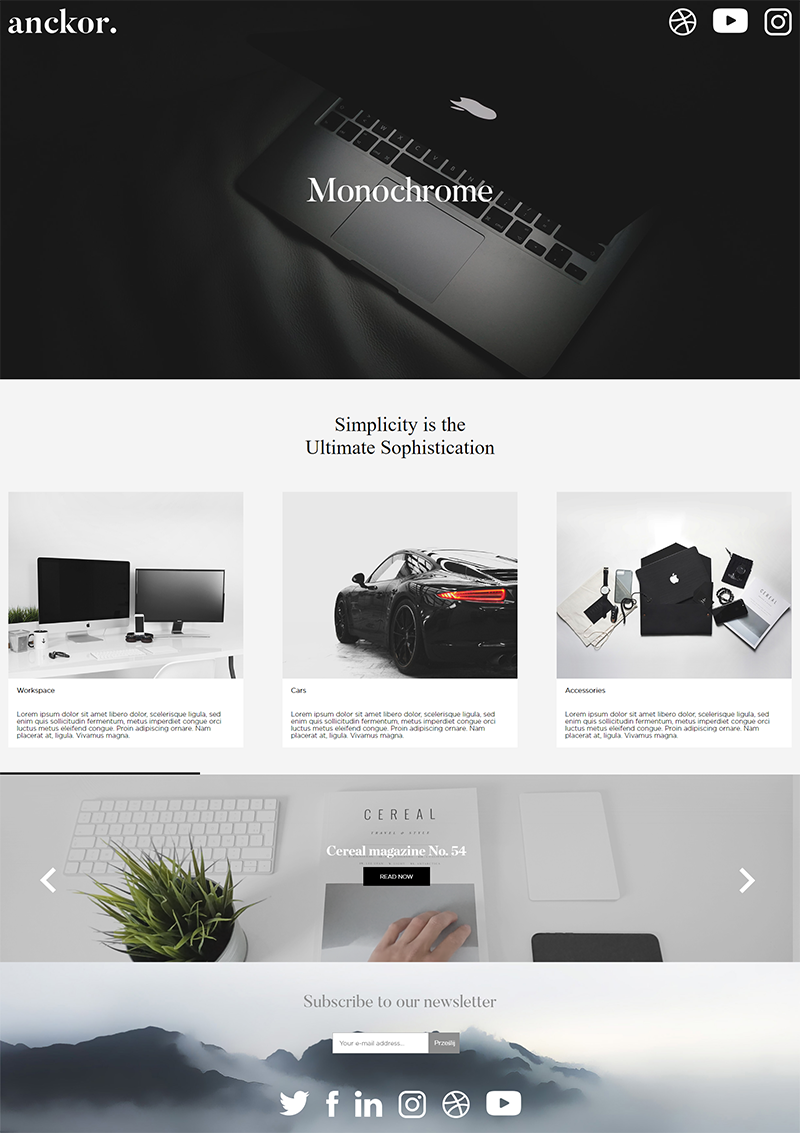 anckor.
Monochrome
Simplicity is the
Ultimate Sophistication
Workspace
Lorem ipsum dolor sit amet libero dolor, scelerisque ligula, sed
enim quis sollicitudin fermentum, metus imperdiet congue orci
luctus metus eleifend congue. Proin adipiscing ornare. Nam
placerat at, ligula. Vivamus magna.
Cars
Lorem ipsum dolor sit amet libero dolor, scelerisque ligula, sed
enim quis sollicitudin fermentum, metus imperdiet congue orci
luctus metus eleifend congue. Proin adipiscing ornare. Nam
placerat at, ligula. Vivamus magna.
Accessories
Lorem ipsum dolor sit amet libero dolor, scelerisque ligula, sed
enim quis sollicitudin fermentum, metus imperdiet congue orci
luctus metus eleifend congue. Proin adipiscing ornare. Nam
placerat at, ligula. Vivamus magna.
CEREAL
TRAVEL & STYLE
Cereal magazine No. 54
READ NOW
Subscribe to our newsletter
Your e-mail address...
Prześlij